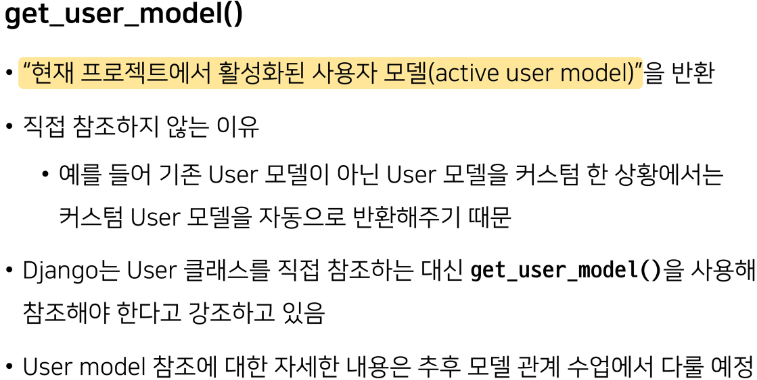 get_user_model()
• “현재 프로젝트에서 활성화된 사용자 모델(active user model)”을 반환
• 직접 참조하지 않는 이유
• 예를 들어 기존 User 모델이 아닌 User 모델을 커스텀 한 상황에서는
커스텀 User 모델을 자동으로 반환해주기 때문
• Django는 User 클래스를 직접 참조하는 대신 get_user_model()을 사용해
참조해야 한다고 강조하고 있음
• User model 참조에 대한 자세한 내용은 추후 모델 관계 수업에서 다룰 예정